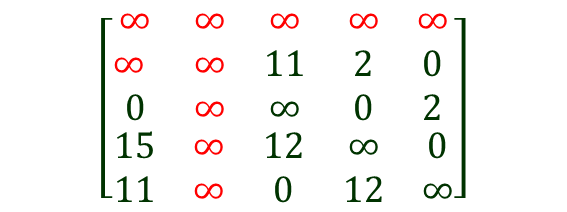 ∞ ∞ ∞ ∞ ∞
∞ ∞ 11 2 0
0 ∞ ∞ 0 2
15 ∞ 12 ∞ 0
11 ∞ 0 12 ∞